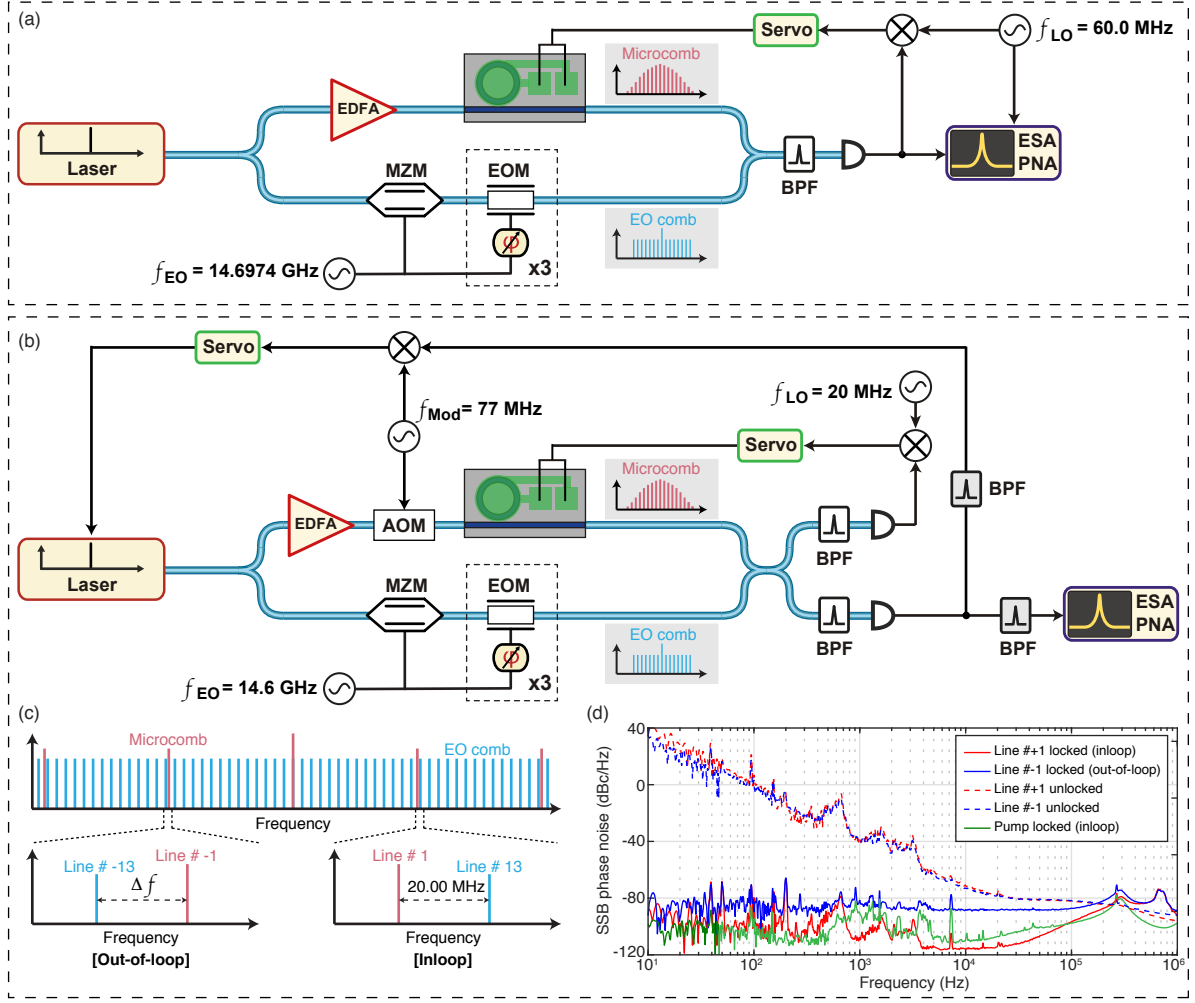 (a)
Servo
f_LO = 60.0 MHz
Microcomb
EDFA
Laser
ESA
PNA
MZM
EOM
BPF
EO comb
φ
f_EO = 14.6974 GHz
x3
(b)
Servo
f_Mod = 77 MHz
f_LO = 20 MHz
Servo
Microcomb
BPF
EDFA
AOM
BPF
Laser
MZM
EOM
ESA
PNA
BPF
BPF
EO comb
φ
f_EO = 14.6 GHz
x3
(c)
Microcomb
EO comb
Frequency
Line # -13
Line # -1
Δf
Frequency
[Out-of-loop]
Line # 1
Line # 13
20.00 MHz
Frequency
[Inloop]
(d)
SSB phase noise (dBc/Hz)
40
0
-40
-80
-120
Line #+1 locked (inloop)
Line #-1 locked (out-of-loop)
Line #+1 unlocked
Line #-1 unlocked
Pump locked (inloop)
10^1
10^2
10^3
10^4
10^5
10^6
Frequency (Hz)